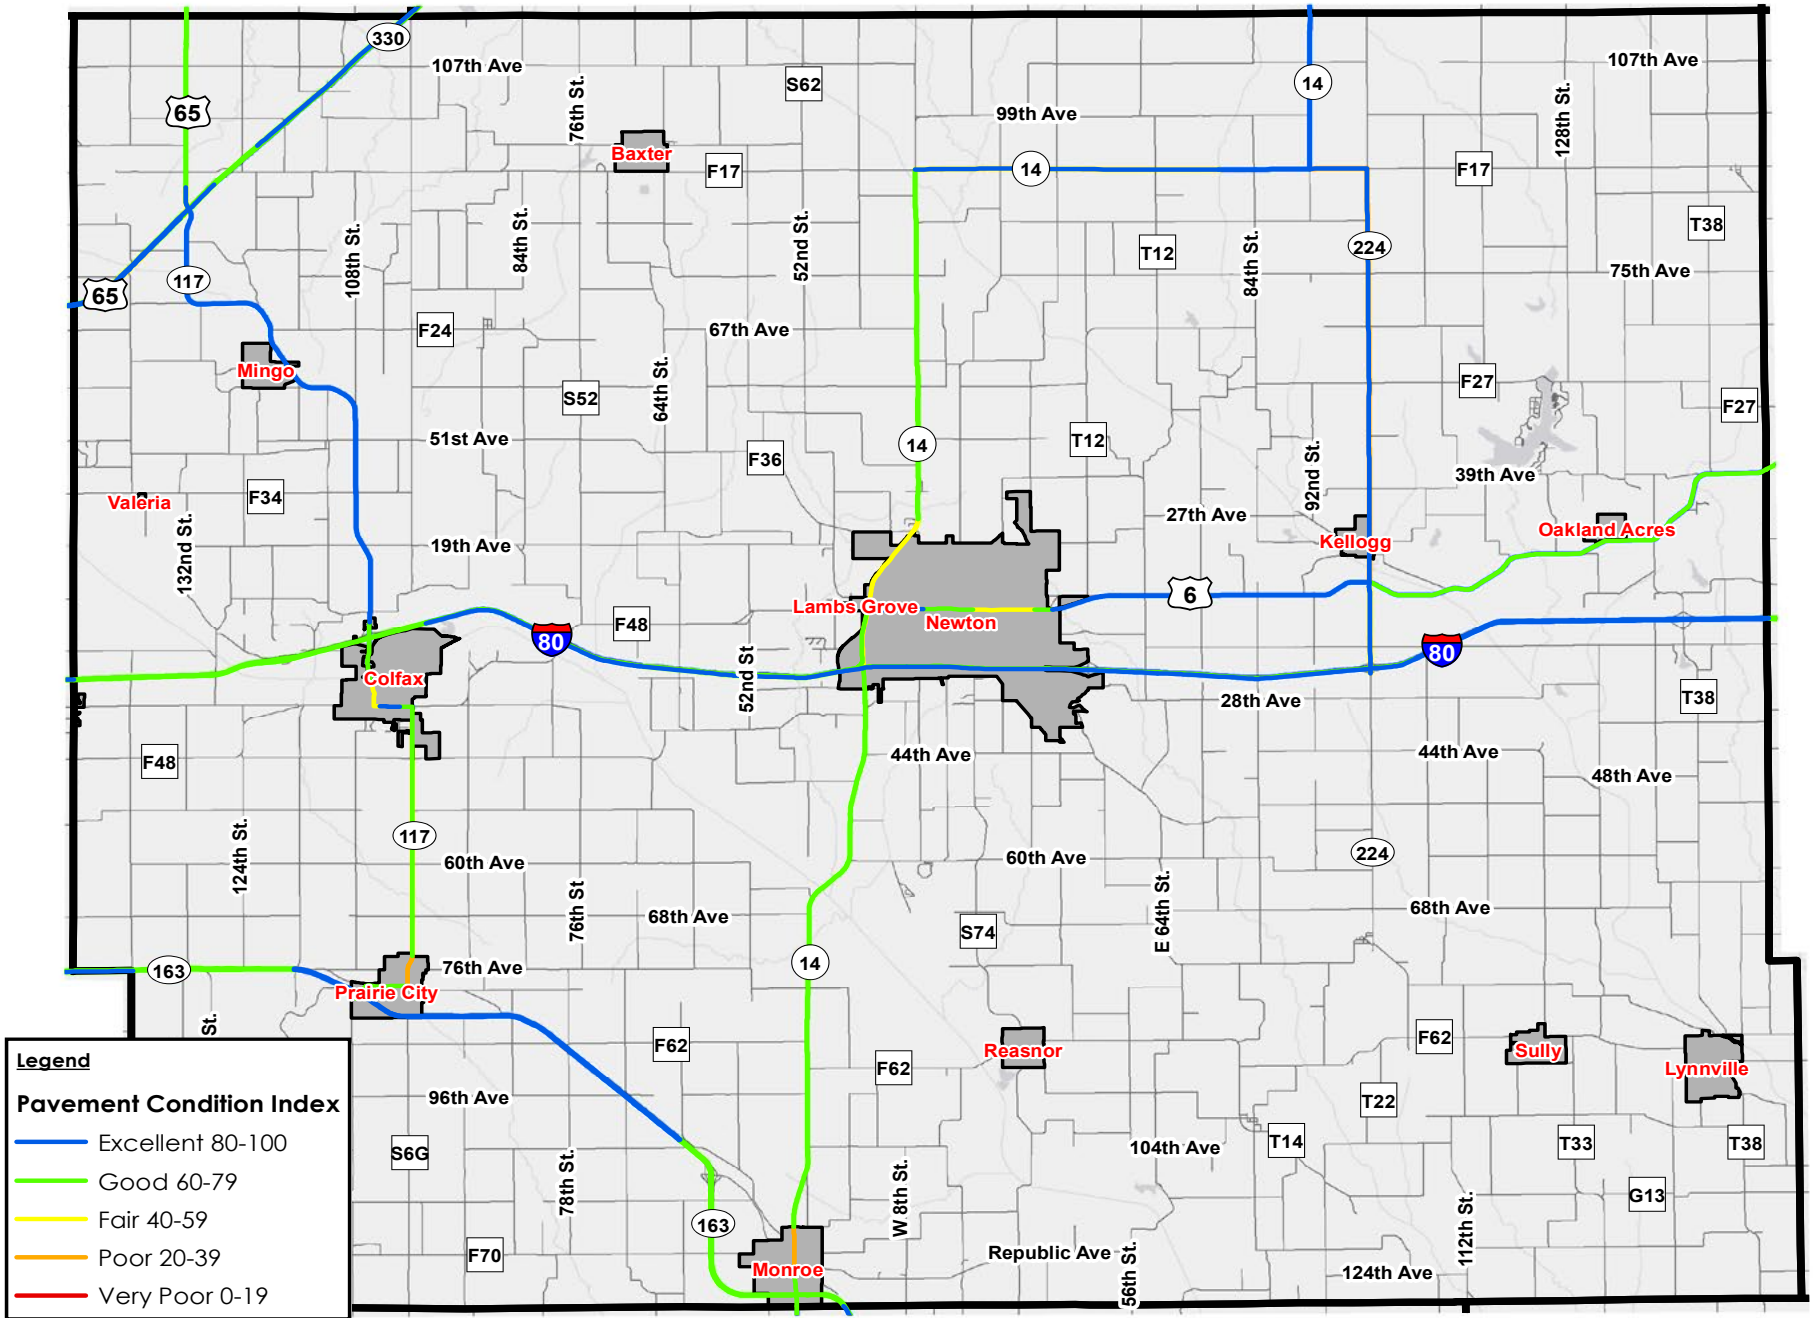 330
107th Ave
107th Ave
65
76th St.
S62
14
128th St.
99th Ave
Baxter
F17
14
F17
108th St.
84th St.
52nd St.
T12
84th St.
224
T38
75th Ave
117
65
F24
67th Ave
Mingo
S52
64th St.
F27
F27
51st Ave
F36
14
T12
92nd St.
39th Ave
Valeria
F34
132nd St.
27th Ave
Oakland Acres
19th Ave
Kellogg
Lambs Grove
Newton
6
F48
80
80
Colfax
52nd St
28th Ave
T38
F48
44th Ave
44th Ave
48th Ave
117
124th St.
60th Ave
60th Ave
224
76th St
68th Ave
E 64th St.
68th Ave
S74
163
76th Ave
14
Prairie City
St.
F62
F62
Reasnor
F62
Sully
Lynnville
96th Ave
T22
S6G
104th Ave
T14
T33
T38
78th St.
W 8th St.
G13
163
112th St.
F70
Monroe
Republic Ave
56th St.
124th Ave
Legend
Pavement Condition Index
Excellent 80-100
Good 60-79
Fair 40-59
Poor 20-39
Very Poor 0-19